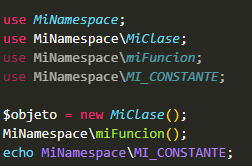 use MiNamespace;
use MiNamespace\MiClase;
use MiNamespace\miFuncion;
use MiNamespace\MI_CONSTANTE;
$objeto = new MiClase();
MiNamespace\miFuncion();
echo MiNamespace\MI_CONSTANTE;